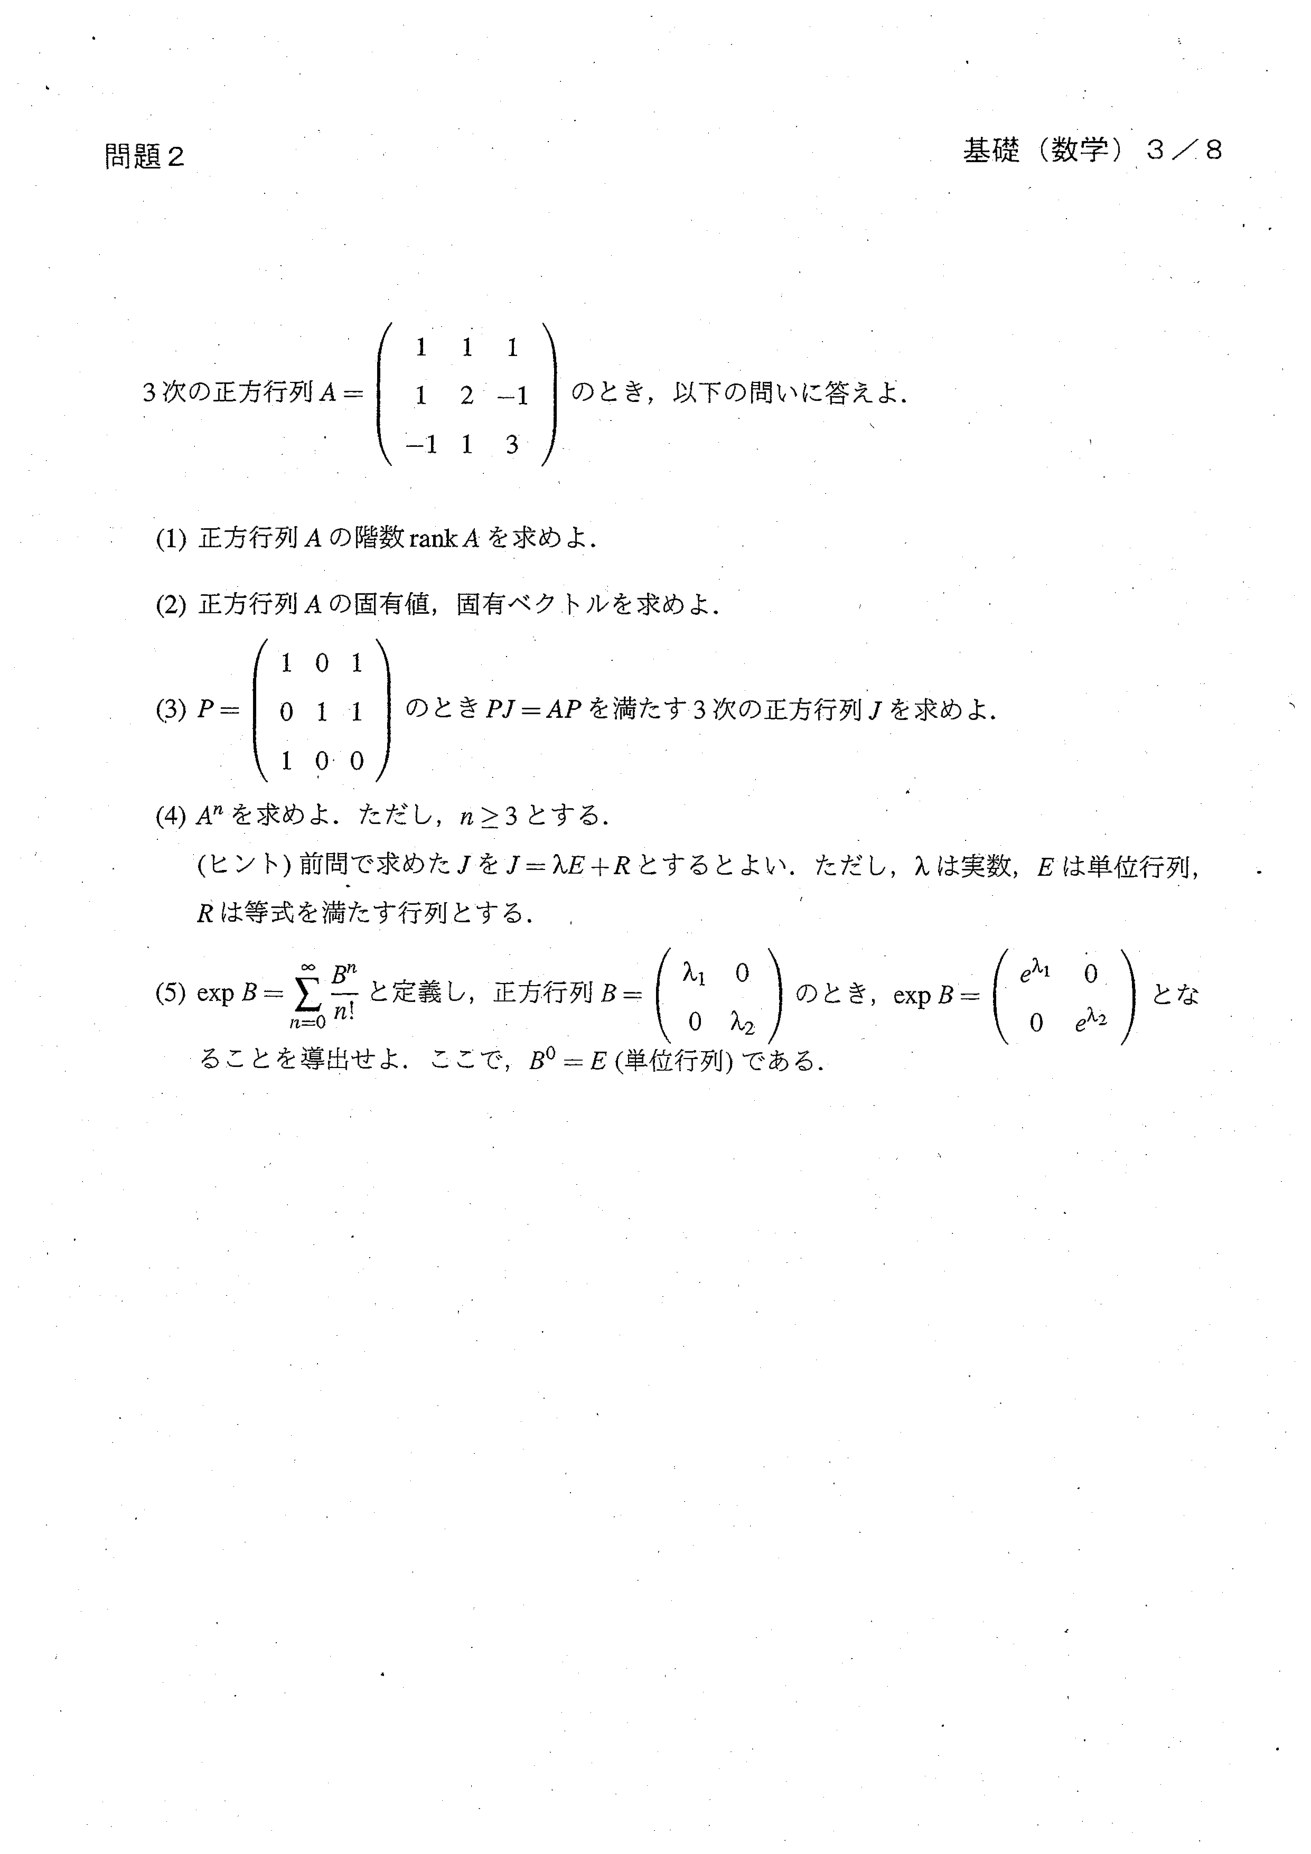 問題2
基礎（数学）3／8
3次の正方行列 A = ( 1 1 1 ; 1 2 −1 ; −1 1 3 ) のとき，以下の問いに答えよ．
(1) 正方行列 A の階数 rank A を求めよ．
(2) 正方行列 A の固有値，固有ベクトルを求めよ．
(3) P = ( 1 0 1 ; 0 1 1 ; 1 0 0 ) のとき PJ = AP を満たす 3 次の正方行列 J を求めよ．
(4) Aⁿ を求めよ．ただし，n ≥ 3 とする．
(ヒント) 前問で求めた J を J = λE + R とするとよい．ただし，λ は実数，E は単位行列，
R は等式を満たす行列とする．
(5) exp B = ∑_{n=0}^{∞} Bⁿ/n! と定義し，正方行列 B = ( λ₁ 0 ; 0 λ₂ ) のとき，exp B = ( e^{λ₁} 0 ; 0 e^{λ₂} ) とな
ることを導出せよ．ここで，B⁰ = E (単位行列) である．